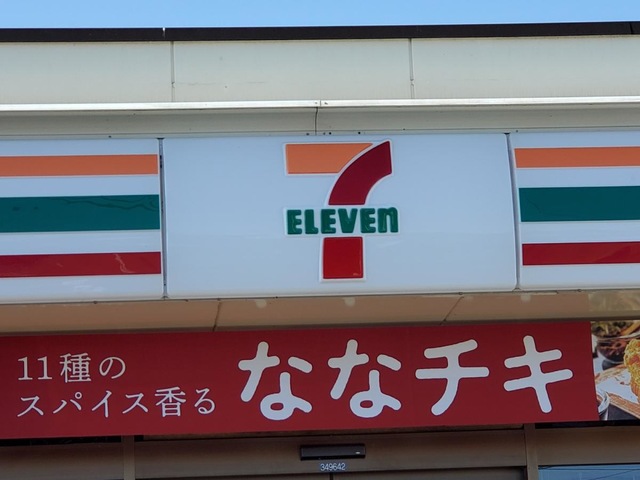 7
ELEVEn
11種の
スパイス香る
ななチキ
349642